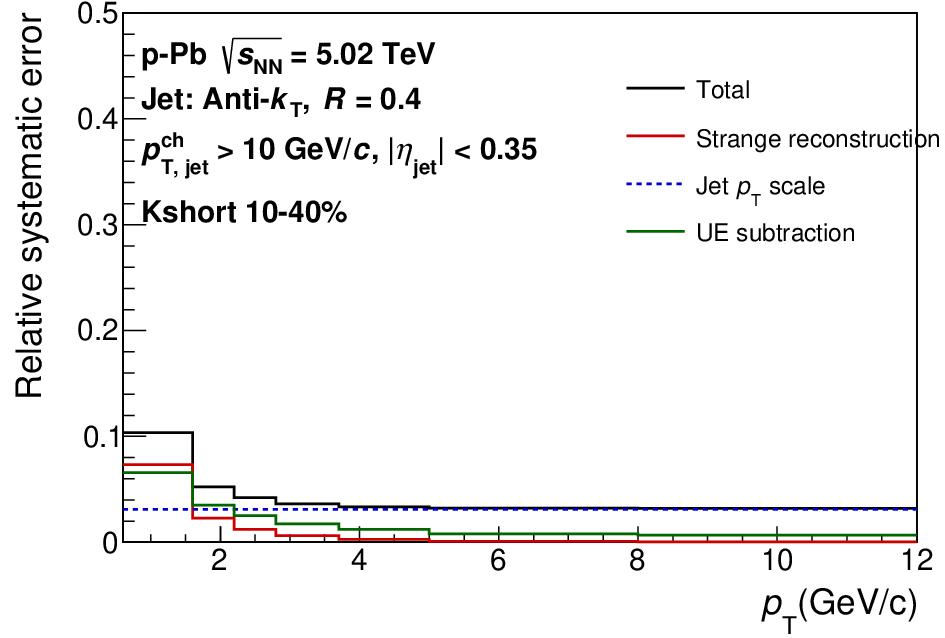 0.5
0.4
0.3
0.2
0.1
0
Relative systematic error
p-Pb √sNN = 5.02 TeV
Jet: Anti-kT, R = 0.4
pchT, jet > 10 GeV/c, |ηjet| < 0.35
Kshort 10-40%
Total
Strange reconstruction
Jet pT scale
UE subtraction
2 4 6 8 10 12
pT(GeV/c)